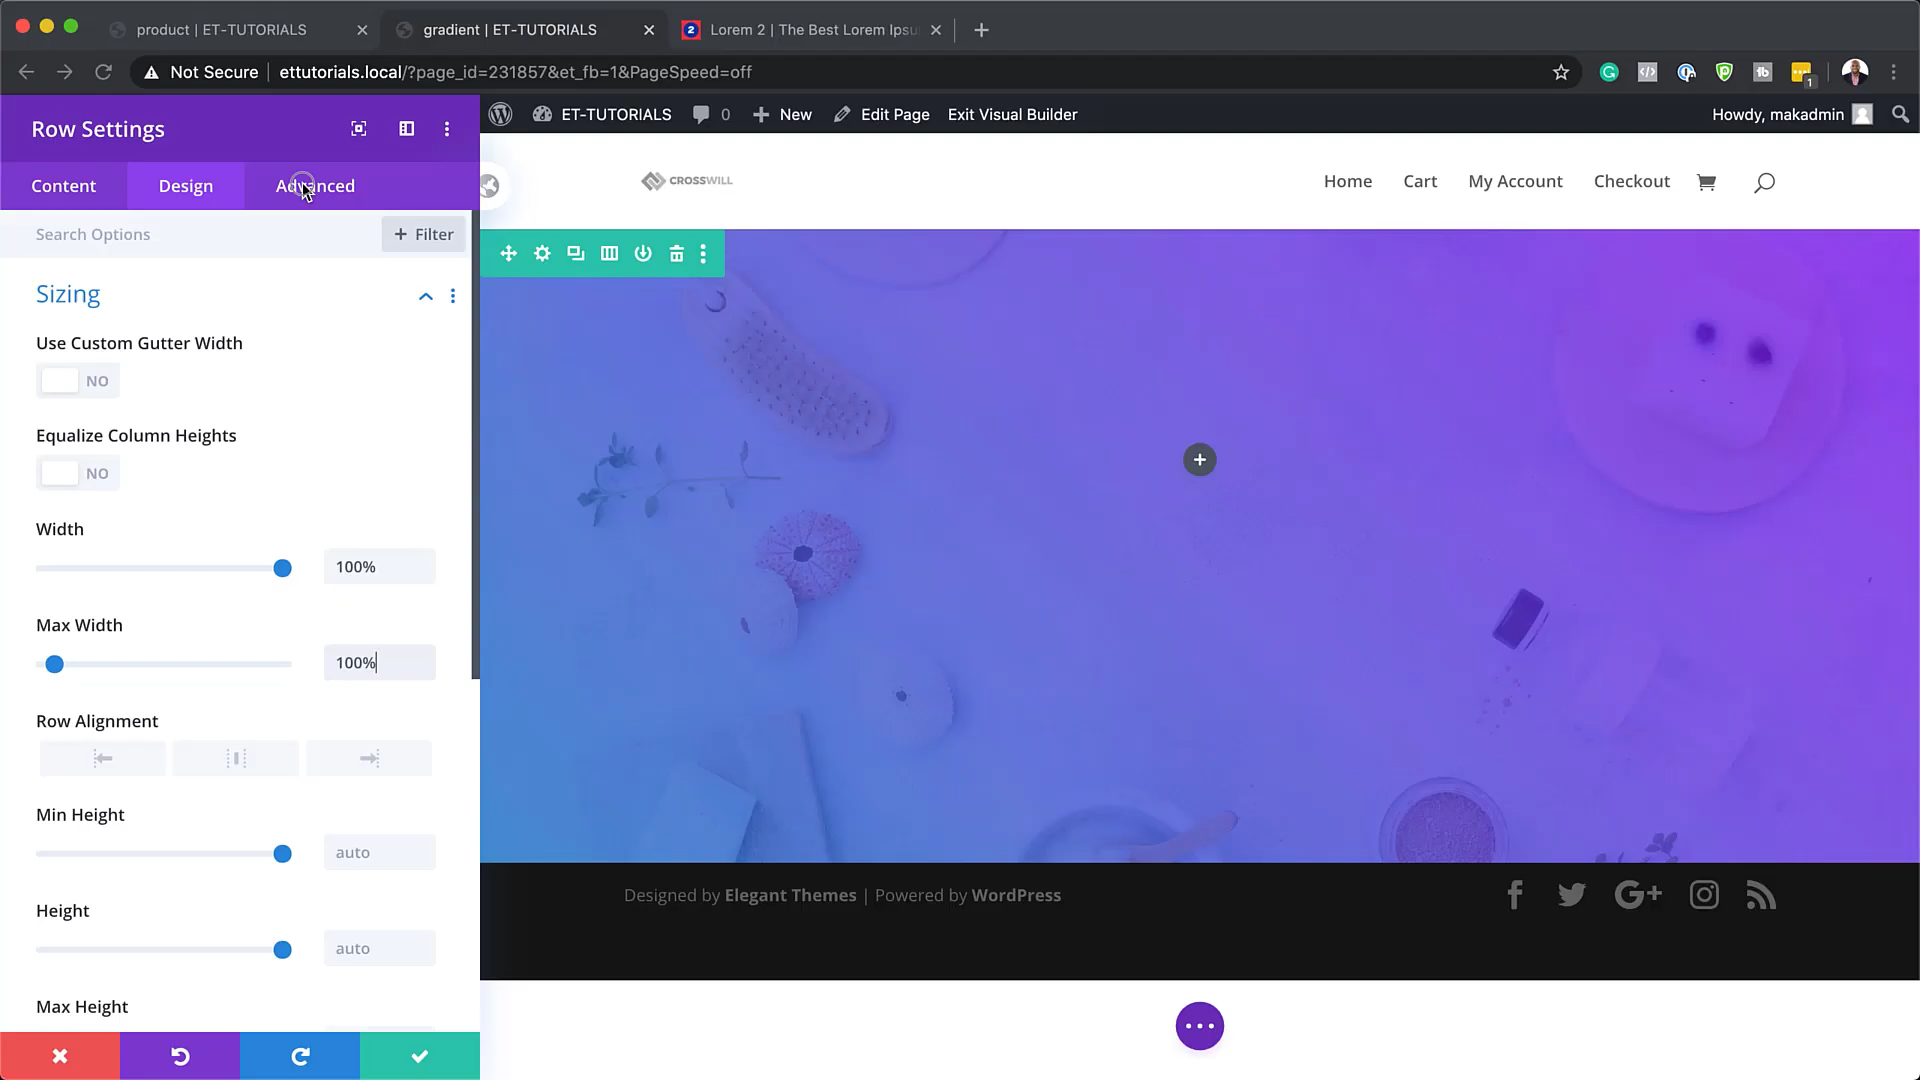 product | ET-TUTORIALS
gradient | ET-TUTORIALS
2 Lorem 2 | The Best Lorem Ipsu
Not Secure | ettutorials.local/?page_id=231857&et_fb=1&PageSpeed=off
1
Row Settings
ET-TUTORIALS 0 New Edit Page Exit Visual Builder Howdy, makadmin
Content Design Advanced
CROSSWILL
Home Cart My Account Checkout
Search Options + Filter
Sizing
Use Custom Gutter Width
NO
Equalize Column Heights
NO
Width
100%
Max Width
100%
Row Alignment
Min Height
auto
Height
auto
Max Height
Designed by Elegant Themes | Powered by WordPress